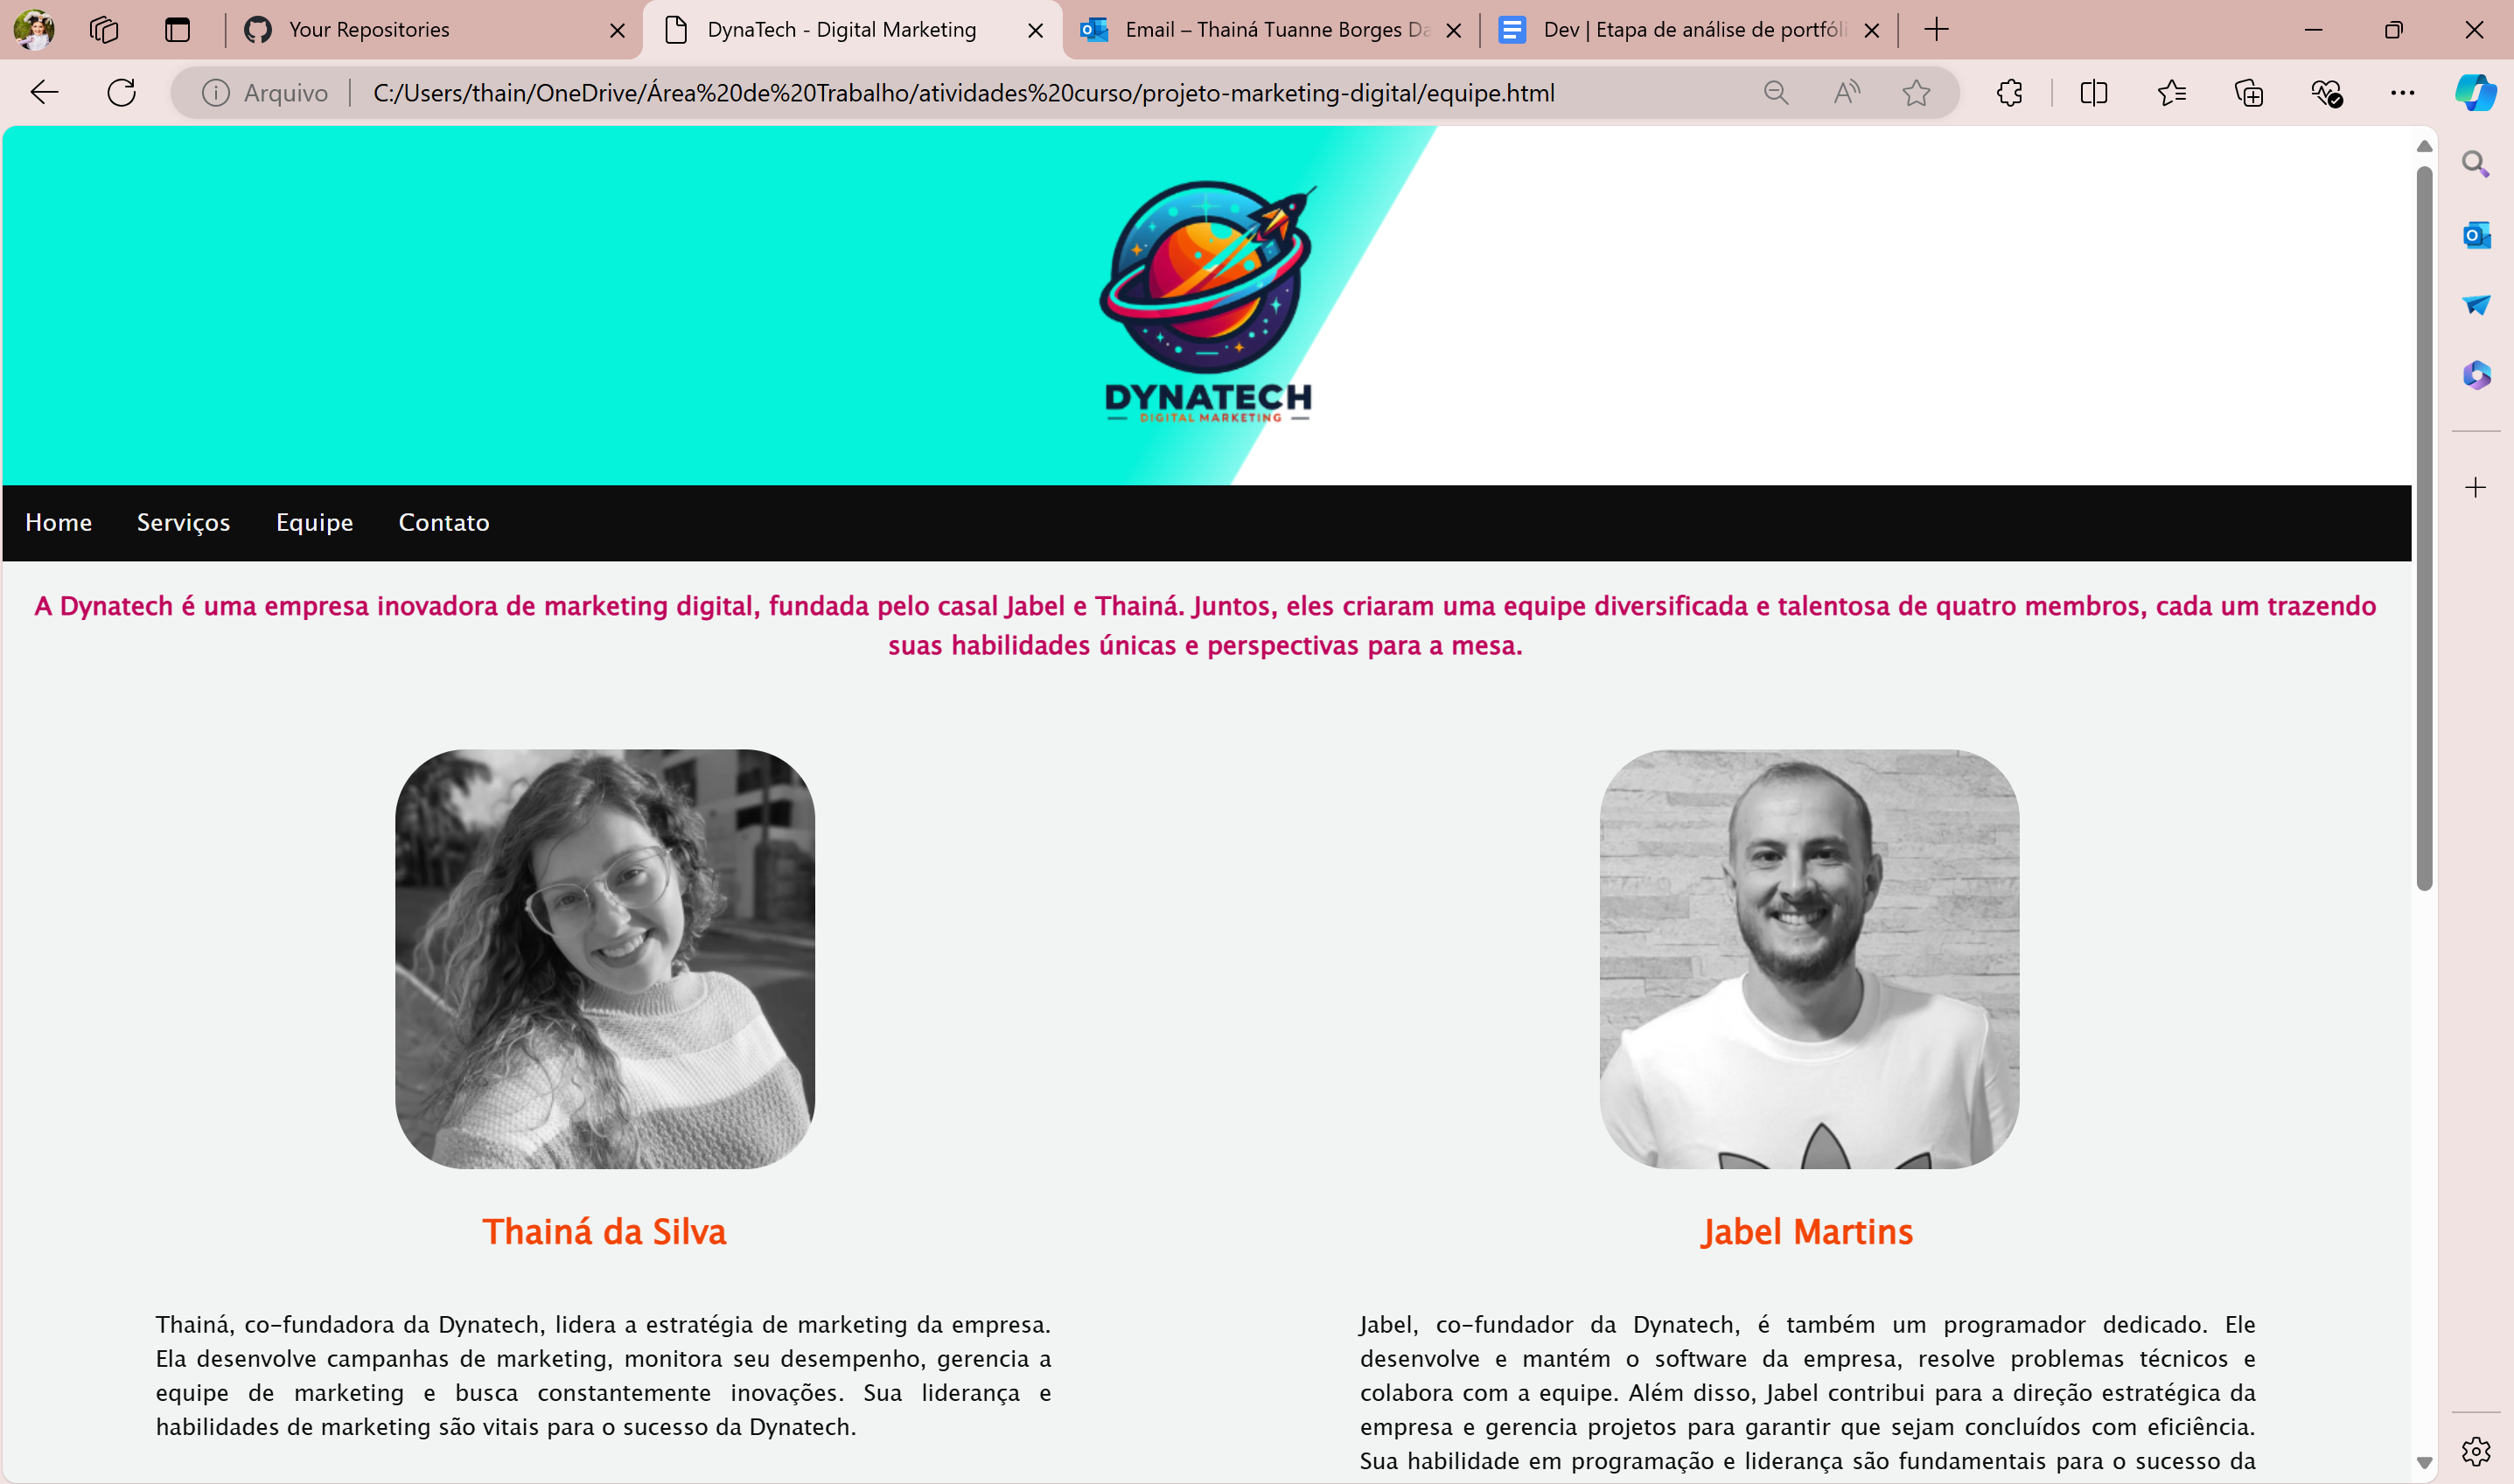 Your Repositories
DynaTech - Digital Marketing
Email – Thainá Tuanne Borges Da
Dev | Etapa de análise de portfóli
Arquivo
C:/Users/thain/OneDrive/Área%20de%20Trabalho/atividades%20curso/projeto-marketing-digital/equipe.html
DYNATECH
DIGITAL MARKETING
Home Serviços Equipe Contato
A Dynatech é uma empresa inovadora de marketing digital, fundada pelo casal Jabel e Thainá. Juntos, eles criaram uma equipe diversificada e talentosa de quatro membros, cada um trazendo
suas habilidades únicas e perspectivas para a mesa.
Thainá da Silva
Thainá, co-fundadora da Dynatech, lidera a estratégia de marketing da empresa.
Ela desenvolve campanhas de marketing, monitora seu desempenho, gerencia a
equipe de marketing e busca constantemente inovações. Sua liderança e
habilidades de marketing são vitais para o sucesso da Dynatech.
Jabel Martins
Jabel, co-fundador da Dynatech, é também um programador dedicado. Ele
desenvolve e mantém o software da empresa, resolve problemas técnicos e
colabora com a equipe. Além disso, Jabel contribui para a direção estratégica da
empresa e gerencia projetos para garantir que sejam concluídos com eficiência.
Sua habilidade em programação e liderança são fundamentais para o sucesso da